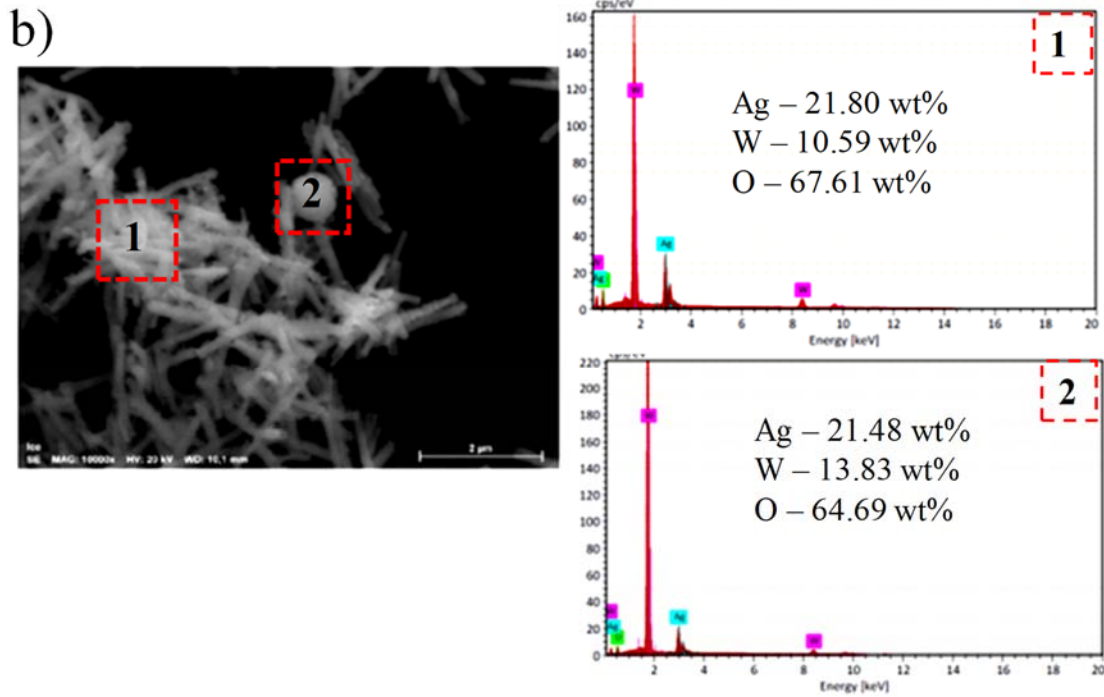 b)
1
2
Ice
SE MAG: 10000x HV: 20 kV WD: 10,1 mm
2 µm
cps/eV
160
140
120
100
80
60
40
20
0
W
Ag
W
Ag
W
1
Ag – 21.80 wt%
W – 10.59 wt%
O – 67.61 wt%
2 4 6 8 10 12 14 16 18 20
Energy [keV]
cps/eV
220
200
180
160
140
120
100
80
60
40
20
0
W
Ag
W
Ag
W
2
Ag – 21.48 wt%
W – 13.83 wt%
O – 64.69 wt%
2 4 6 8 10 12 14 16 18 20
Energy [keV]